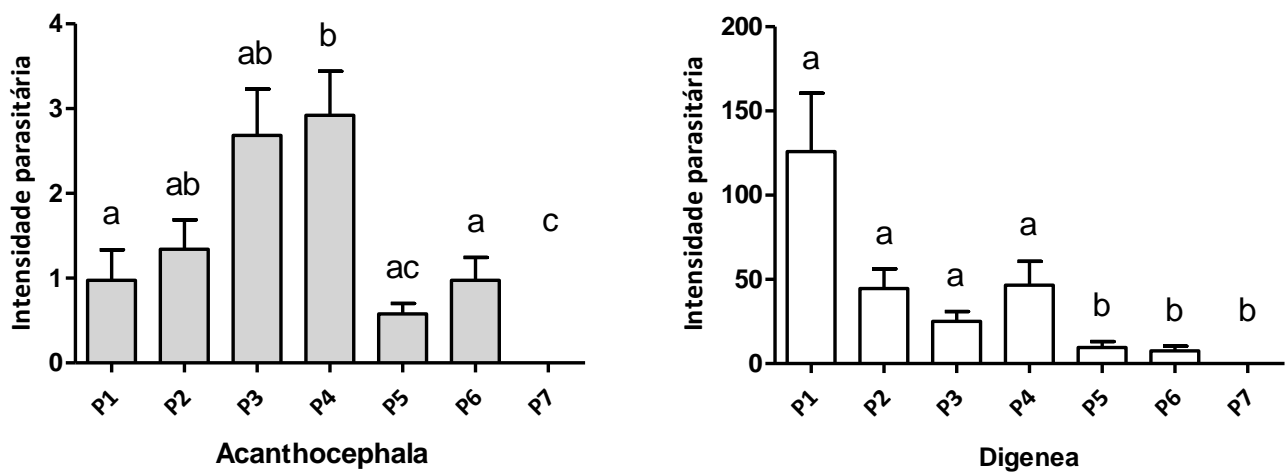 Intensidade parasitária
4
3
2
1
0
a
ab
ab
b
ac
a
c
P1
P2
P3
P4
P5
P6
P7
Acanthocephala
Intensidade parasitária
200
150
100
50
0
a
a
a
a
b
b
b
P1
P2
P3
P4
P5
P6
P7
Digenea